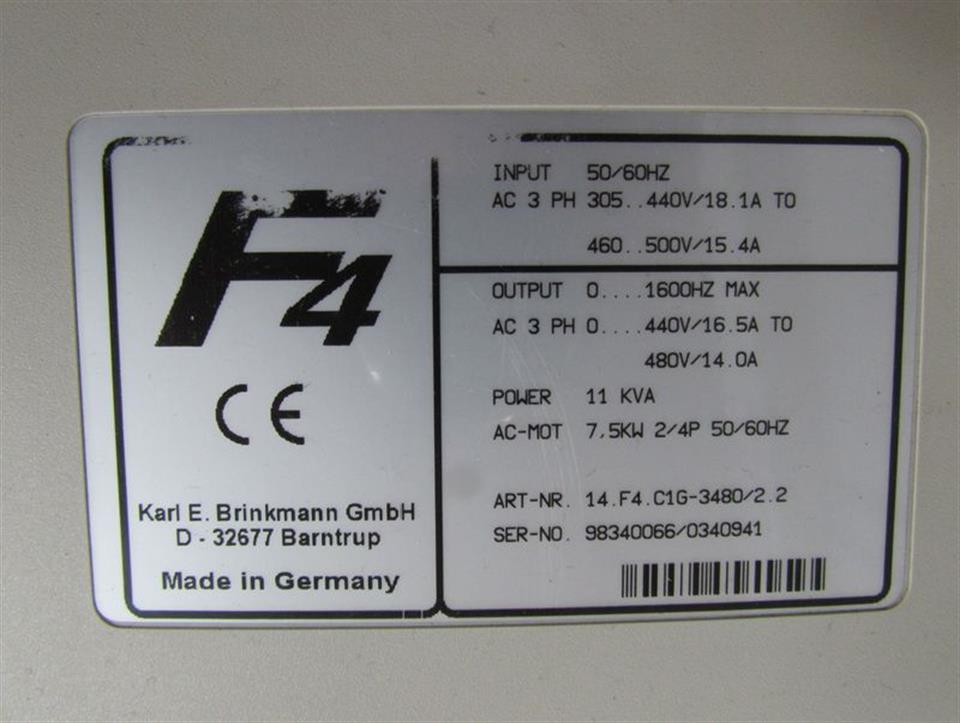 F4
CE
Karl E. Brinkmann GmbH
D - 32677 Barntrup
Made in Germany
INPUT 50/60HZ
AC 3 PH 305..440V/18.1A TO
460..500V/15.4A
OUTPUT 0....1600HZ MAX
AC 3 PH 0....440V/16.5A TO
480V/14.0A
POWER 11 KVA
AC-MOT 7,5KW 2/4P 50/60HZ
ART-NR. 14.F4.C1G-3480/2.2
SER-NO. 98340066/0340941